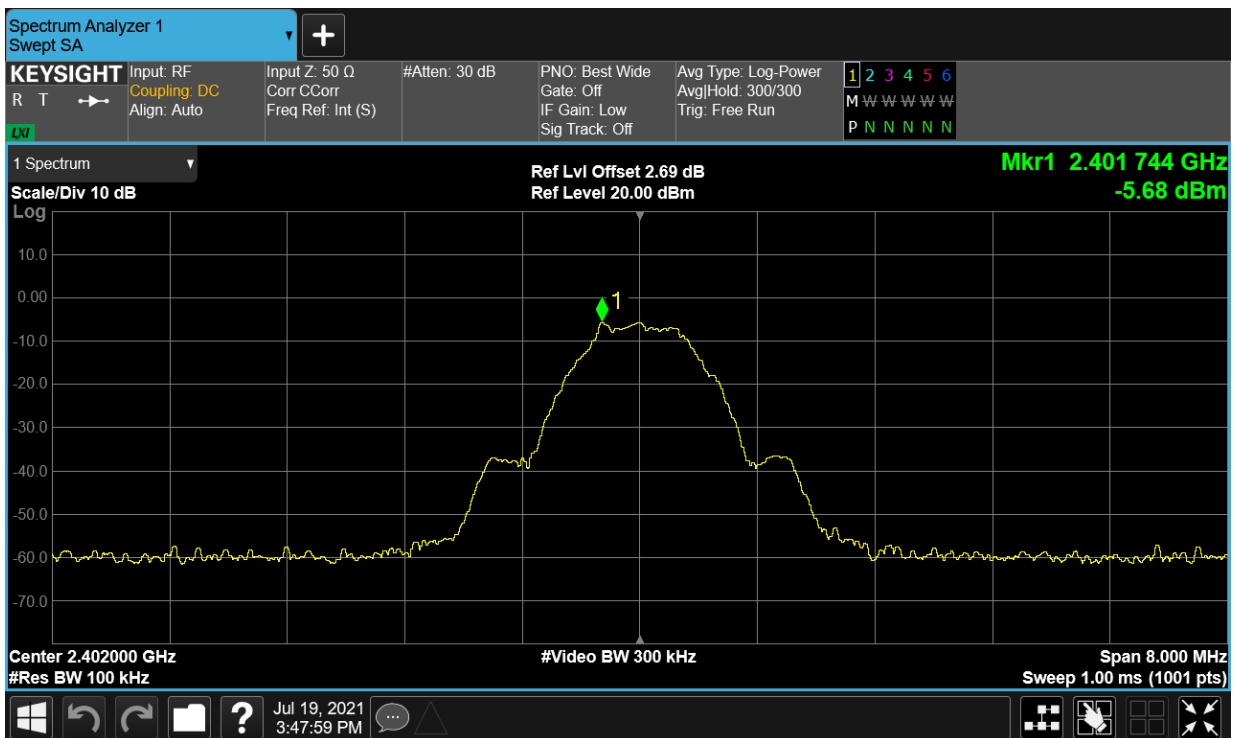 Spectrum Analyzer 1
Swept SA
KEYSIGHT
R T
LXI
Input: RF
Coupling: DC
Align: Auto
Input Z: 50 Ω
Corr CCorr
Freq Ref: Int (S)
#Atten: 30 dB
PNO: Best Wide
Gate: Off
IF Gain: Low
Sig Track: Off
Avg Type: Log-Power
Avg|Hold: 300/300
Trig: Free Run
1 2 3 4 5 6
M W W W W W
P N N N N N
1 Spectrum
Scale/Div 10 dB
Log
Ref Lvl Offset 2.69 dB
Ref Level 20.00 dBm
Mkr1 2.401 744 GHz
-5.68 dBm
10.0
0.00
1
-10.0
-20.0
-30.0
-40.0
-50.0
-60.0
-70.0
Center 2.402000 GHz
#Res BW 100 kHz
#Video BW 300 kHz
Span 8.000 MHz
Sweep 1.00 ms (1001 pts)
?
Jul 19, 2021
3:47:59 PM